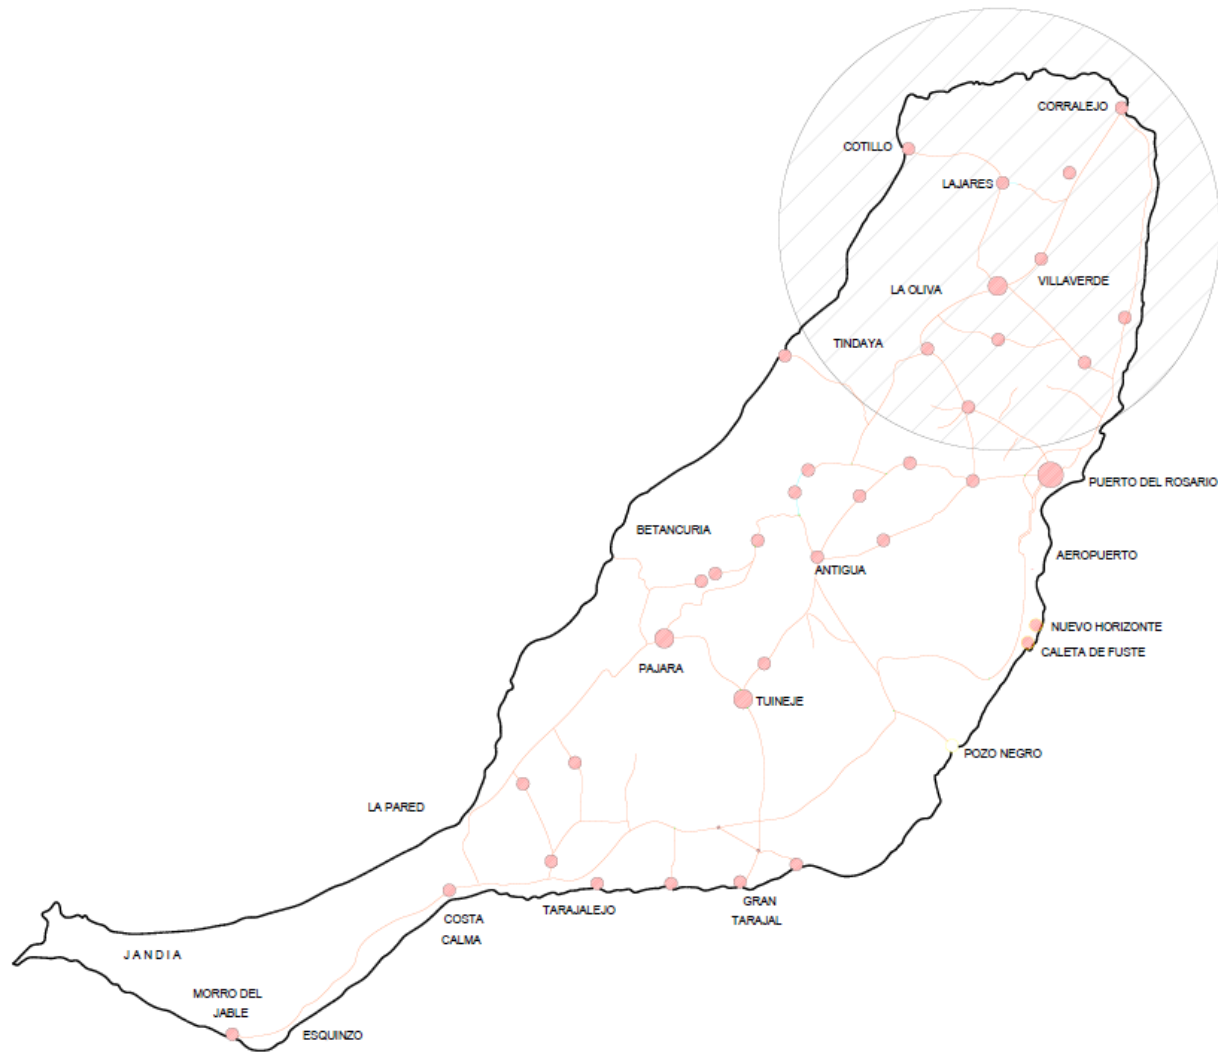 CORRALEJO
COTILLO
LAJARES
VILLAVERDE
LA OLIVA
TINDAYA
PUERTO DEL ROSARIO
BETANCURIA
AEROPUERTO
ANTIGUA
NUEVO HORIZONTE
CALETA DE FUSTE
PAJARA
TUINEJE
POZO NEGRO
LA PARED
GRAN
TARAJAL
TARAJALEJO
COSTA
CALMA
JANDIA
MORRO DEL
JABLE
ESQUINZO